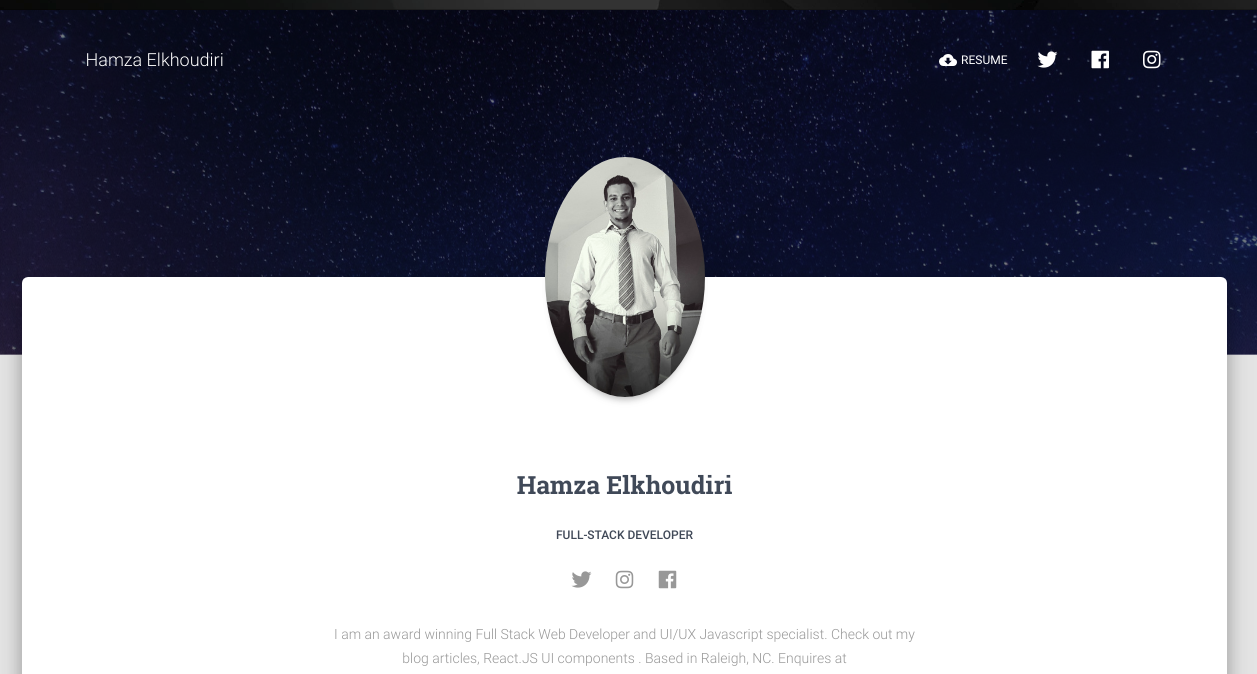 Hamza Elkhoudiri
RESUME
Hamza Elkhoudiri
FULL-STACK DEVELOPER
I am an award winning Full Stack Web Developer and UI/UX Javascript specialist. Check out my
blog articles, React.JS UI components . Based in Raleigh, NC. Enquires at